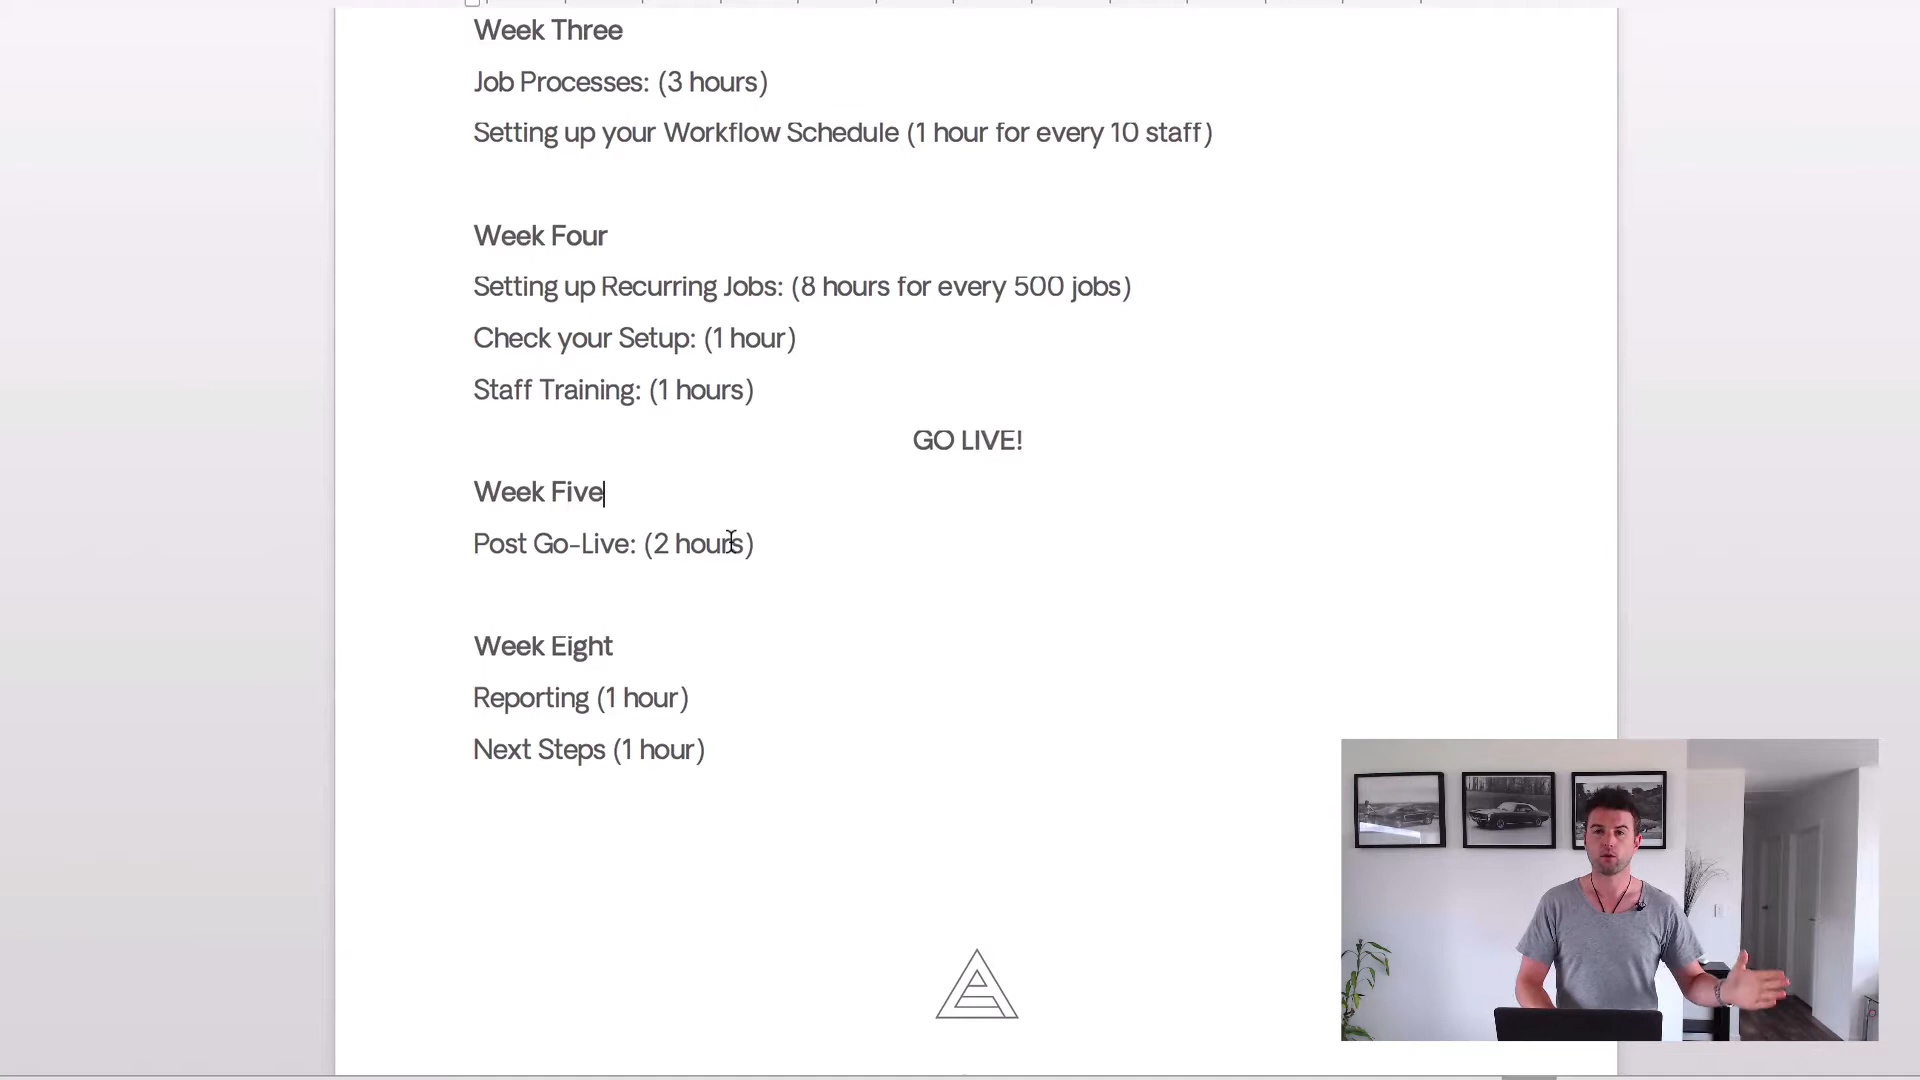 Week Three
Job Processes: (3 hours)
Setting up your Workflow Schedule (1 hour for every 10 staff)
Week Four
Setting up Recurring Jobs: (8 hours for every 500 jobs)
Check your Setup: (1 hour)
Staff Training: (1 hours)
GO LIVE!
Week Five
Post Go-Live: (2 hours)
Week Eight
Reporting (1 hour)
Next Steps (1 hour)